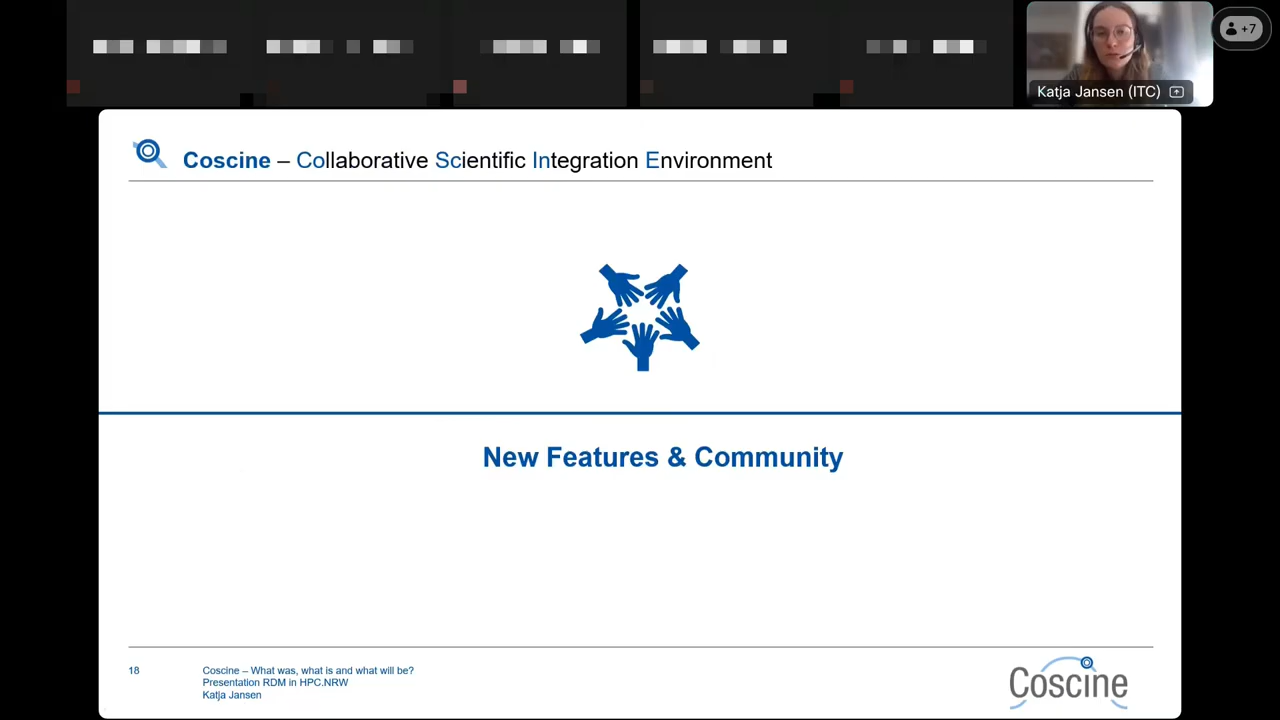 +7
Katja Jansen (ITC)
Coscine – Collaborative Scientific Integration Environment
New Features & Community
18
Coscine – What was, what is and what will be?
Presentation RDM in HPC.NRW
Katja Jansen
Coscine